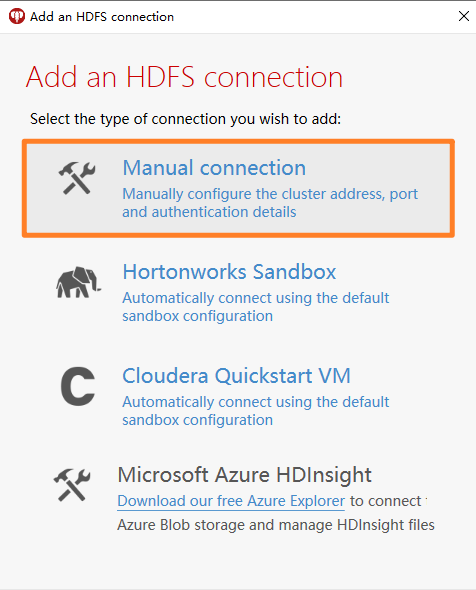 Add an HDFS connection
Add an HDFS connection
Select the type of connection you wish to add:
Manual connection
Manually configure the cluster address, port
and authentication details
Hortonworks Sandbox
Automatically connect using the default
sandbox configuration
Cloudera Quickstart VM
Automatically connect using the default
sandbox configuration
Microsoft Azure HDInsight
Download our free Azure Explorer to connect
Azure Blob storage and manage HDInsight files